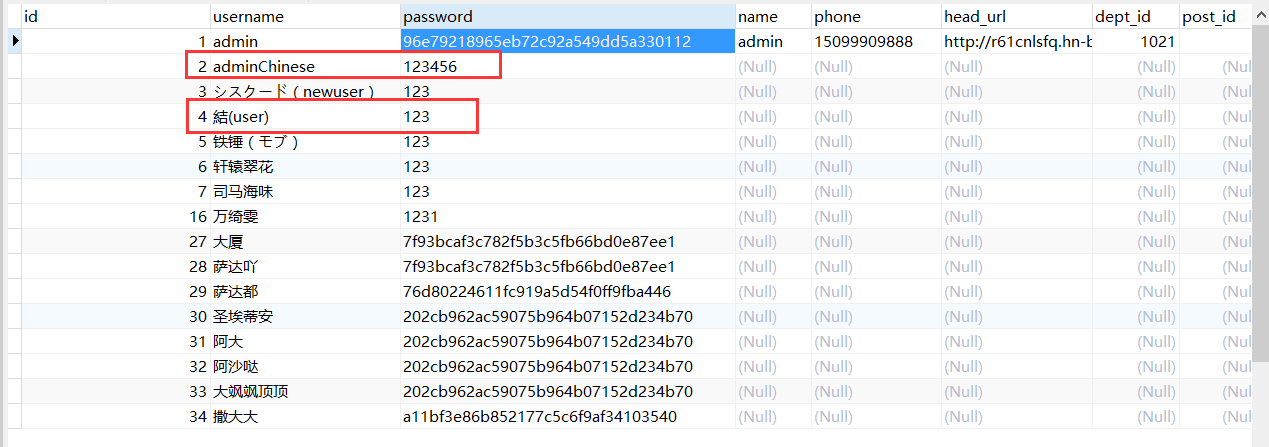 id username password name phone head_url dept_id post_id
1 admin 96e79218965eb72c92a549dd5a330112 admin 15099909888 http://r61cnlsfq.hn-b 1021
2 adminChinese 123456 (Null) (Null) (Null) (Null) (Nul
3 シスクード（newuser） 123 (Null) (Null) (Null) (Null) (Nul
4 結(user) 123 (Null) (Null) (Null) (Null) (Nul
5 铁锤（モブ） 123 (Null) (Null) (Null) (Null) (Nul
6 轩辕翠花 123 (Null) (Null) (Null) (Null) (Nul
7 司马海味 123 (Null) (Null) (Null) (Null) (Nul
16 万绮雯 1231 (Null) (Null) (Null) (Null) (Nul
27 大厦 7f93bcaf3c782f5b3c5fb66bd0e87ee1 (Null) (Null) (Null) (Null) (Nul
28 萨达吖 7f93bcaf3c782f5b3c5fb66bd0e87ee1 (Null) (Null) (Null) (Null) (Nul
29 萨达都 76d80224611fc919a5d54f0ff9fba446 (Null) (Null) (Null) (Null) (Nul
30 圣埃蒂安 202cb962ac59075b964b07152d234b70 (Null) (Null) (Null) (Null) (Nul
31 阿大 202cb962ac59075b964b07152d234b70 (Null) (Null) (Null) (Null) (Nul
32 阿沙哒 202cb962ac59075b964b07152d234b70 (Null) (Null) (Null) (Null) (Nul
33 大飒飒顶顶 202cb962ac59075b964b07152d234b70 (Null) (Null) (Null) (Null) (Nul
34 撒大大 a11bf3e86b852177c5c6f9af34103540 (Null) (Null) (Null) (Null) (Nul